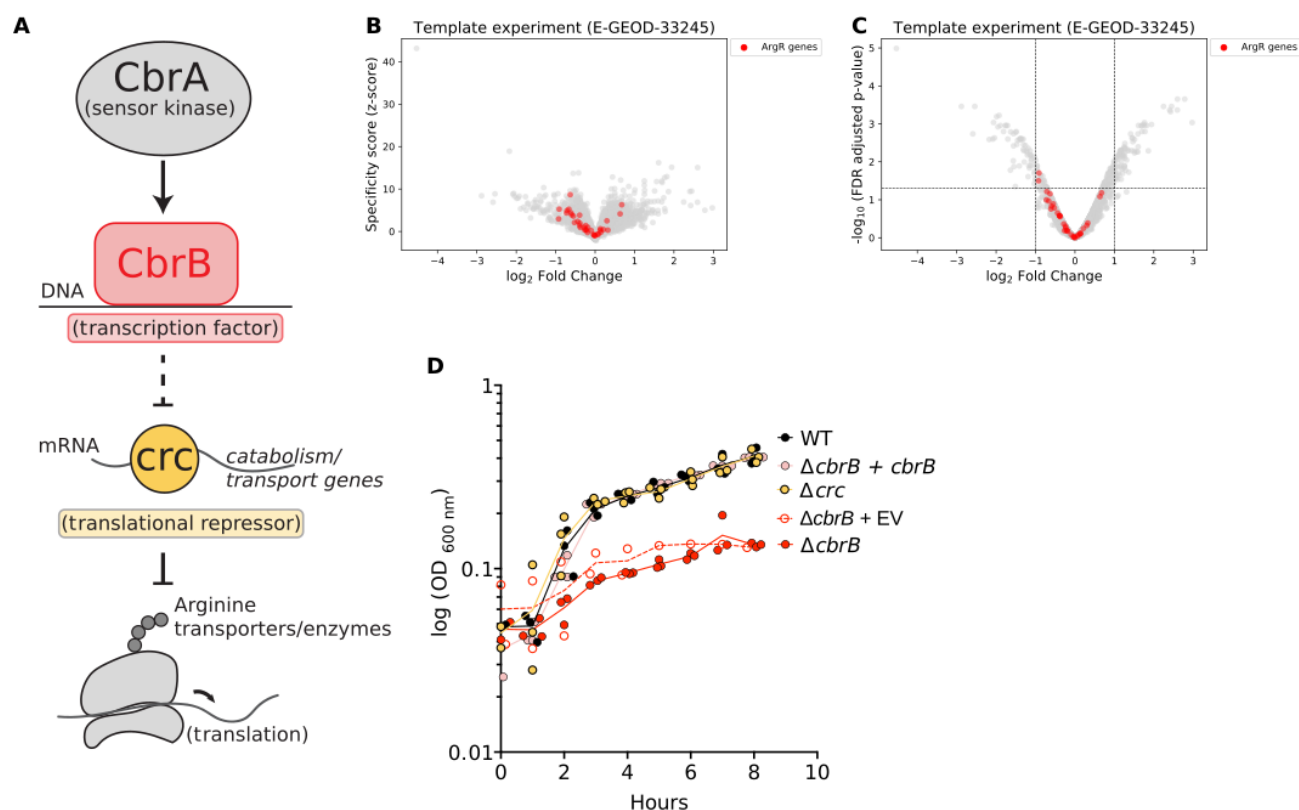 A
CbrA
(sensor kinase)
CbrB
DNA
(transcription factor)
mRNA
crc
catabolism/
transport genes
(translational repressor)
Arginine
transporters/enzymes
(translation)
B
Template experiment (E-GEOD-33245)
ArgR genes
Specificity score (z-score)
40
30
20
10
0
−4
−3
−2
−1
0
1
2
3
log2 Fold Change
C
Template experiment (E-GEOD-33245)
ArgR genes
-log10 (FDR adjusted p-value)
5
4
3
2
1
0
−4
−3
−2
−1
0
1
2
3
log2 Fold Change
D
log (OD 600 nm)
1
0.1
0.01
0
2
4
6
8
10
Hours
WT
ΔcbrB + cbrB
Δcrc
ΔcbrB + EV
ΔcbrB